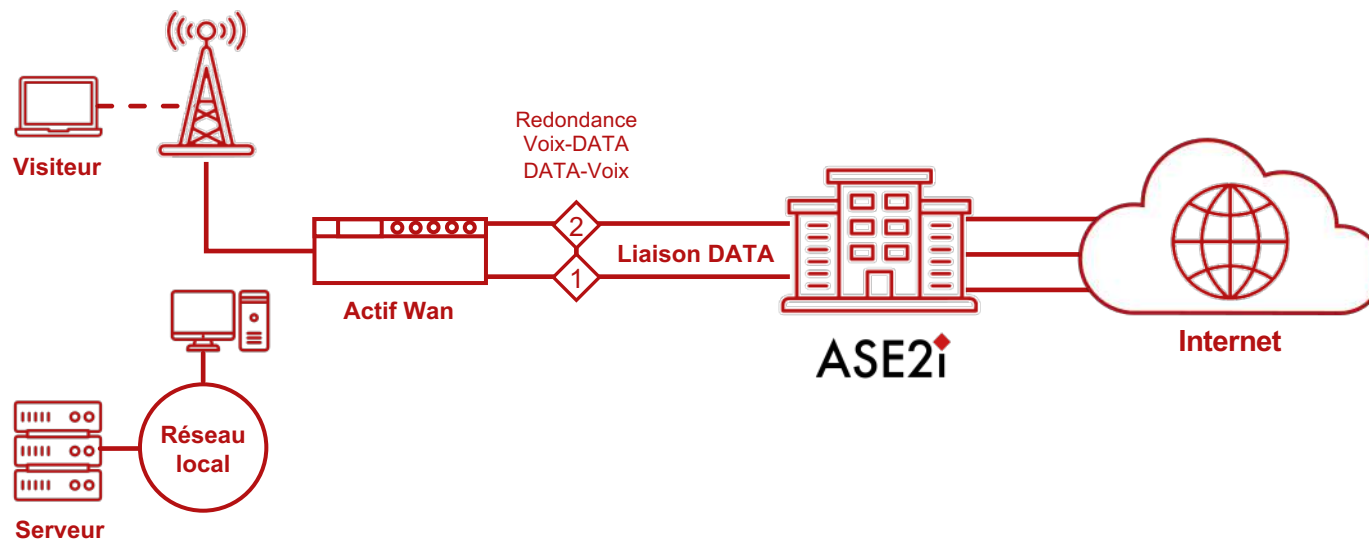 Visiteur
Redondance
Voix-DATA
DATA-Voix
2
Liaison DATA
1
Actif Wan
ASE2i
Internet
Réseau
local
Serveur